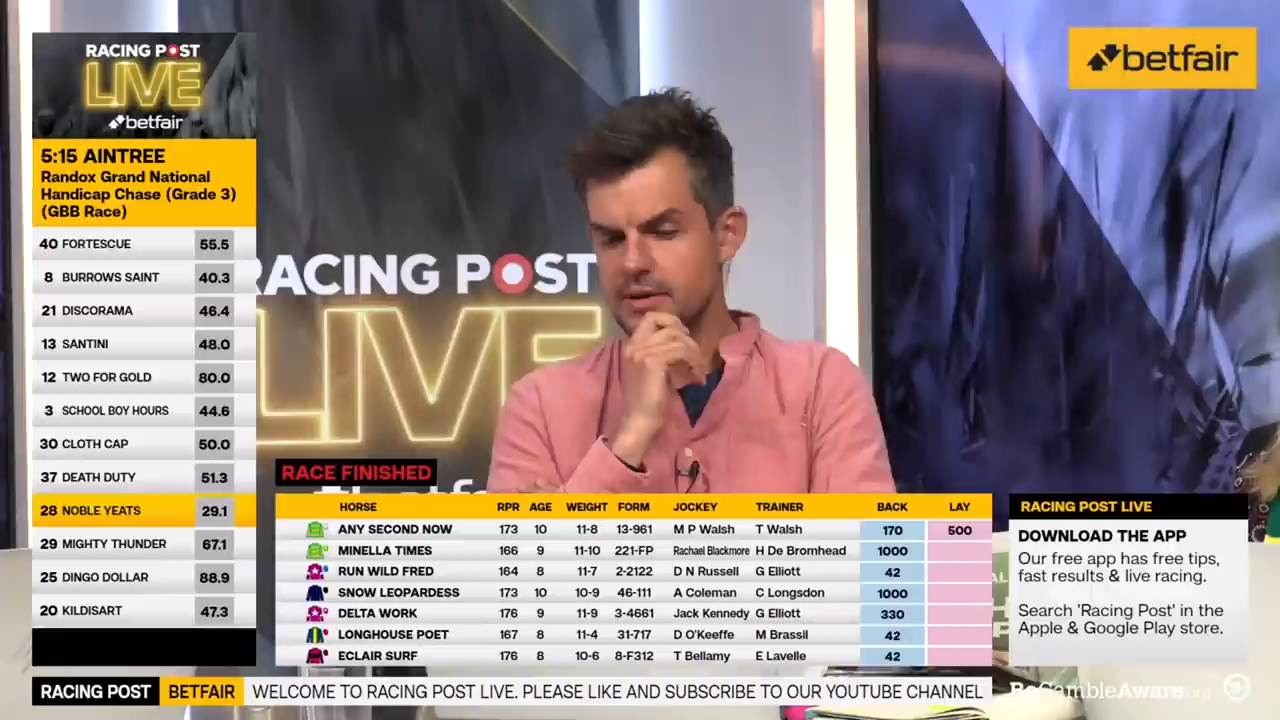 RACING POST
LIVE
betfair
5:15 AINTREE
Randox Grand National
Handicap Chase (Grade 3)
(GBB Race)
40 FORTESCUE 55.5
8 BURROWS SAINT 40.3
21 DISCORAMA 46.4
13 SANTINI 48.0
12 TWO FOR GOLD 80.0
3 SCHOOL BOY HOURS 44.6
30 CLOTH CAP 50.0
37 DEATH DUTY 51.3
28 NOBLE YEATS 29.1
29 MIGHTY THUNDER 67.1
25 DINGO DOLLAR 88.9
20 KILDISART 47.3
betfair
RACING POST
LIVE
RACE FINISHED
HORSE RPR AGE WEIGHT FORM JOCKEY TRAINER BACK LAY
ANY SECOND NOW 173 10 11-8 13-961 M P Walsh T Walsh 170 500
MINELLA TIMES 166 9 11-10 221-FP Rachael Blackmore H De Bromhead 1000
RUN WILD FRED 164 8 11-7 2-2122 D N Russell G Elliott 42
SNOW LEOPARDESS 173 10 10-9 46-111 A Coleman C Longsdon 1000
DELTA WORK 176 9 11-9 3-4661 Jack Kennedy G Elliott 330
LONGHOUSE POET 167 8 11-4 31-717 D O'Keeffe M Brassil 42
ECLAIR SURF 176 8 10-6 8-F312 T Bellamy E Lavelle 42
RACING POST LIVE
DOWNLOAD THE APP
Our free app has free tips,
fast results & live racing.
Search 'Racing Post' in the
Apple & Google Play store.
RACING POST BETFAIR WELCOME TO RACING POST LIVE. PLEASE LIKE AND SUBSCRIBE TO OUR YOUTUBE CHANNEL
BeGambleAware.org 18